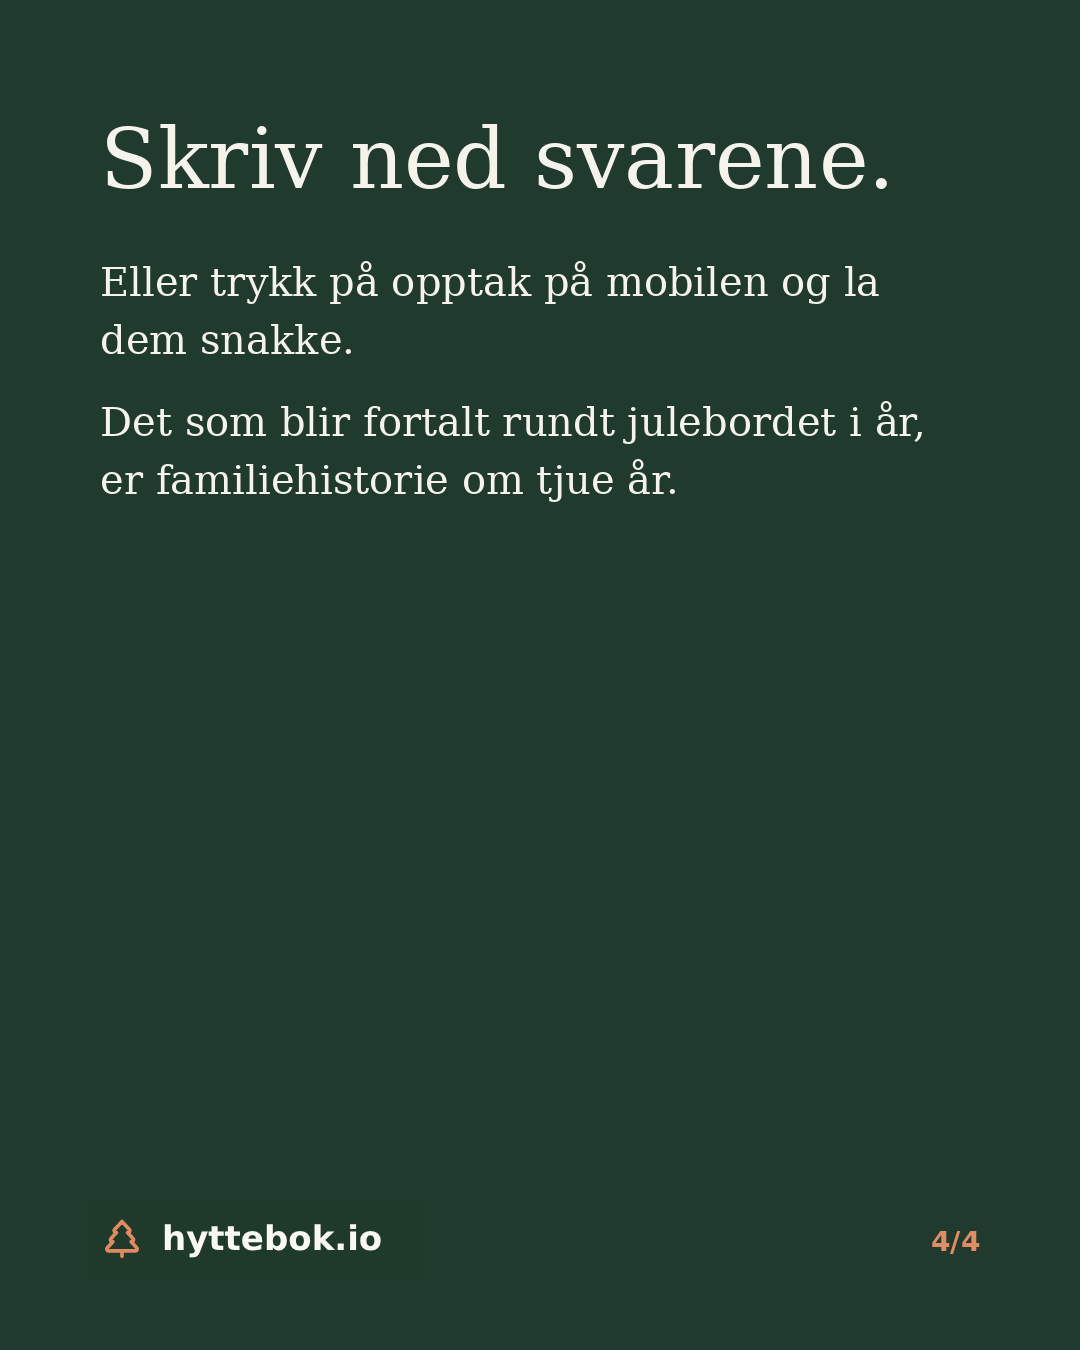 Skriv ned svarene.
Eller trykk på opptak på mobilen og la
dem snakke.
Det som blir fortalt rundt julebordet i år,
er familiehistorie om tjue år.
hyttebok.io
4/4